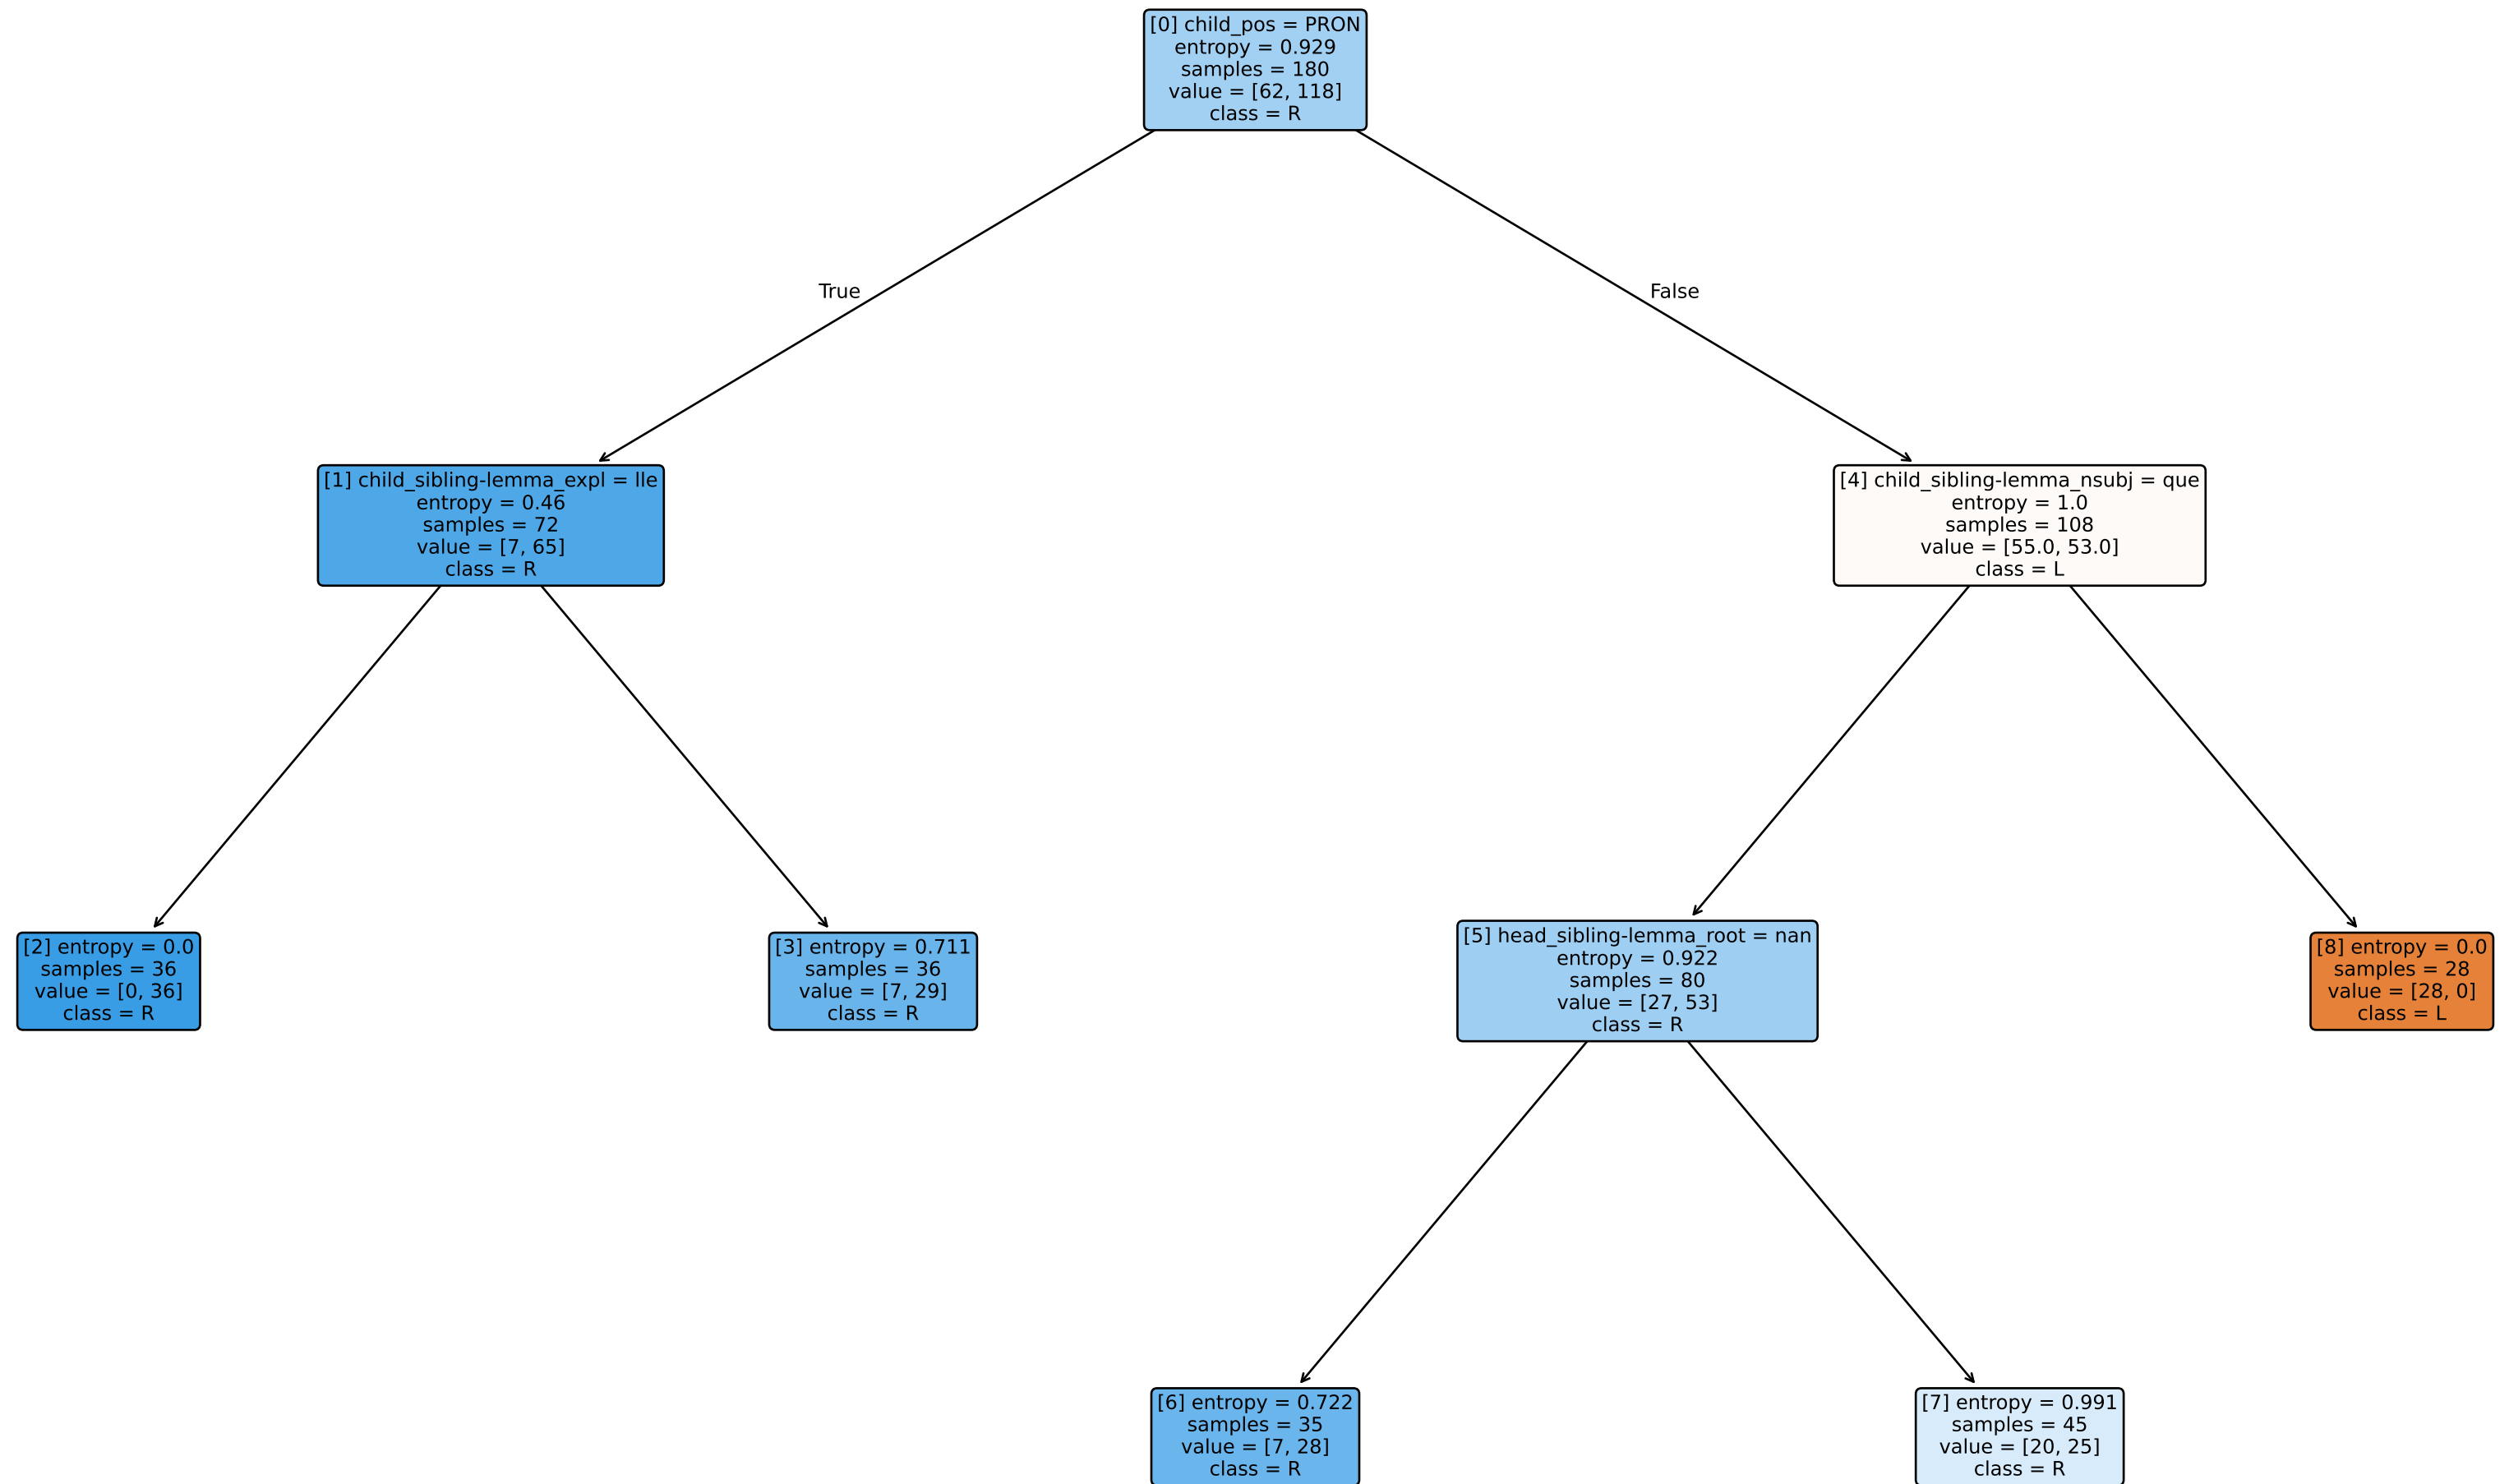 [0] child_pos = PRON
entropy = 0.929
samples = 180
value = [62, 118]
class = R
True
False
[1] child_sibling-lemma_expl = lle
entropy = 0.46
samples = 72
value = [7, 65]
class = R
[4] child_sibling-lemma_nsubj = que
entropy = 1.0
samples = 108
value = [55.0, 53.0]
class = L
[2] entropy = 0.0
samples = 36
value = [0, 36]
class = R
[3] entropy = 0.711
samples = 36
value = [7, 29]
class = R
[5] head_sibling-lemma_root = nan
entropy = 0.922
samples = 80
value = [27, 53]
class = R
[8] entropy = 0.0
samples = 28
value = [28, 0]
class = L
[6] entropy = 0.722
samples = 35
value = [7, 28]
class = R
[7] entropy = 0.991
samples = 45
value = [20, 25]
class = R